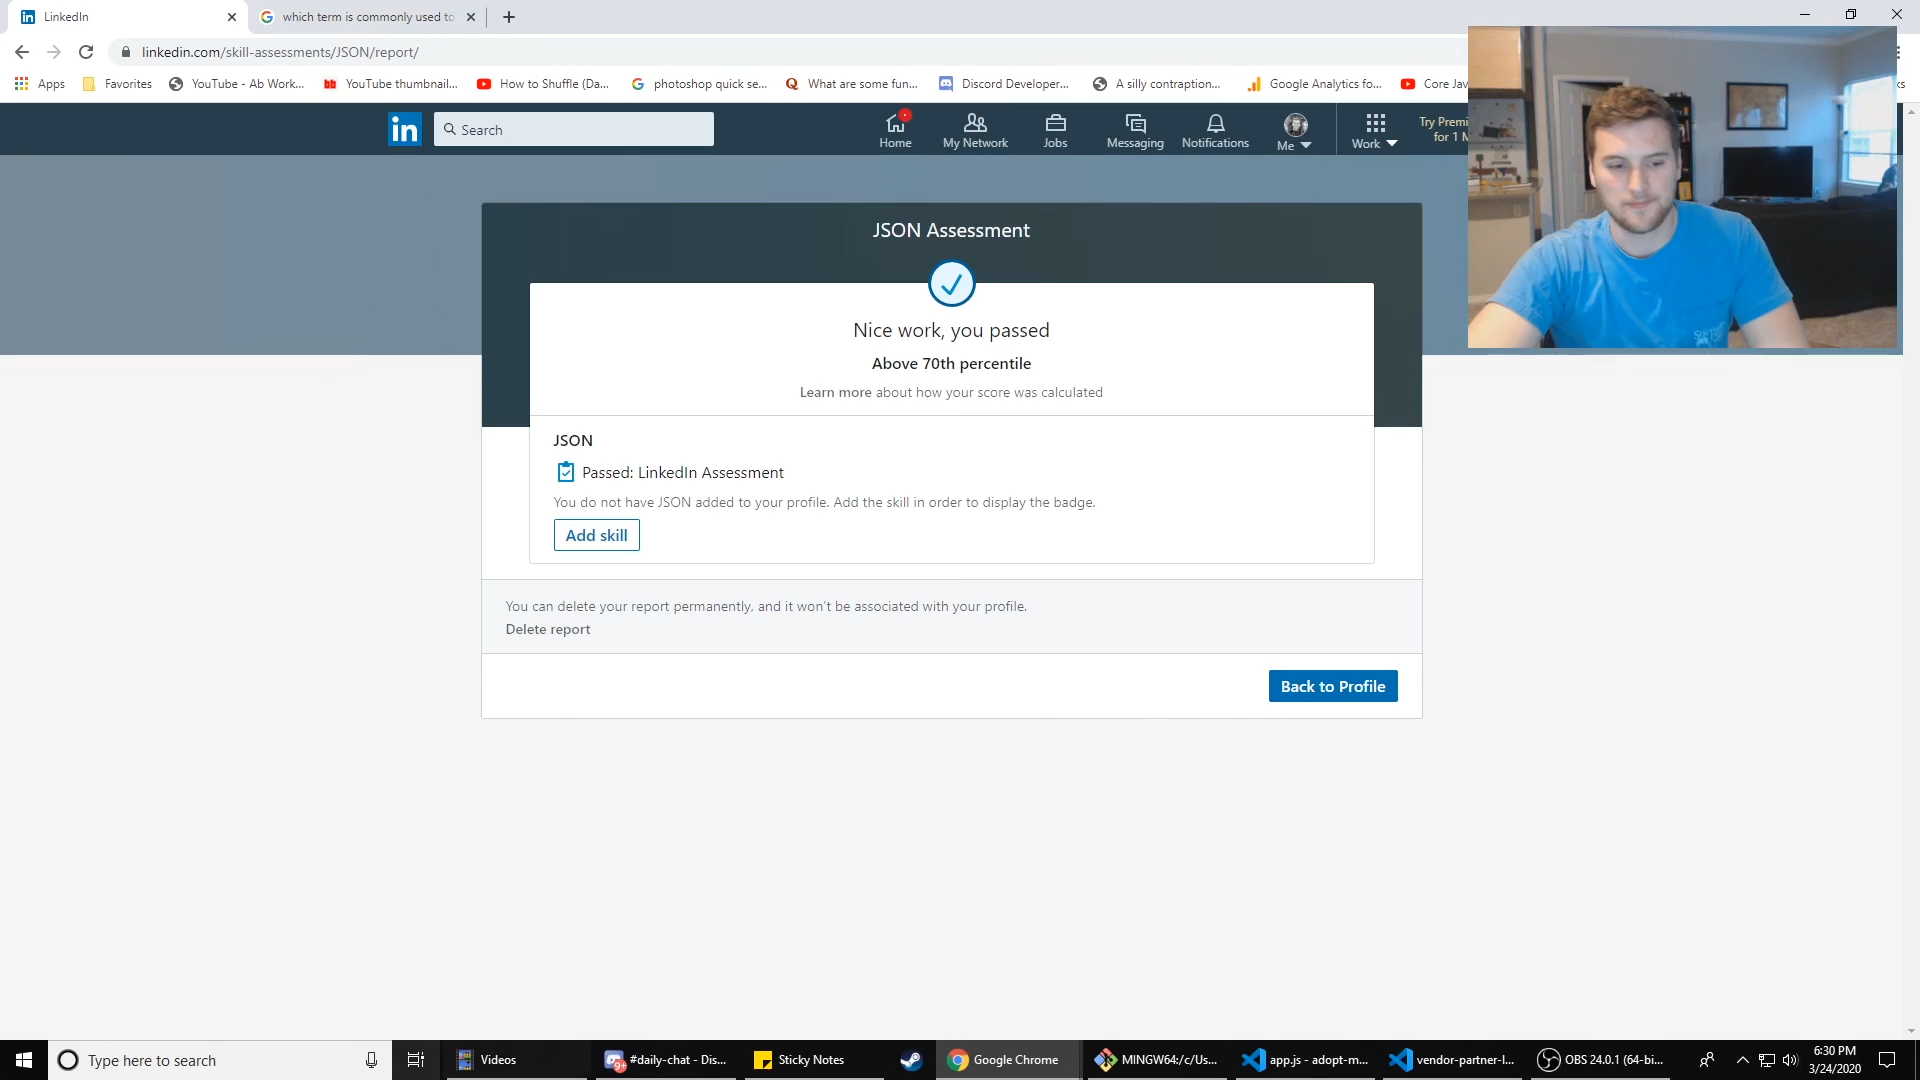 LinkedIn
which term is commonly used to
linkedin.com/skill-assessments/JSON/report/
Apps
Favorites
YouTube - Ab Work...
YouTube thumbnail...
How to Shuffle (Da...
photoshop quick se...
What are some fun...
Discord Developer...
A silly contraption...
Google Analytics fo...
Core Jav
ks
in
Search
Home
My Network
Jobs
Messaging
Notifications
Me
Work
Try Premi
for 1 M
JSON Assessment
Nice work, you passed
Above 70th percentile
Learn more about how your score was calculated
JSON
Passed: LinkedIn Assessment
You do not have JSON added to your profile. Add the skill in order to display the badge.
Add skill
You can delete your report permanently, and it won't be associated with your profile.
Delete report
Back to Profile
Type here to search
Videos
#daily-chat - Dis...
Sticky Notes
Google Chrome
MINGW64:/c/Us...
app.js - adopt-m...
vendor-partner-l...
OBS 24.0.1 (64-bi...
6:30 PM
3/24/2020